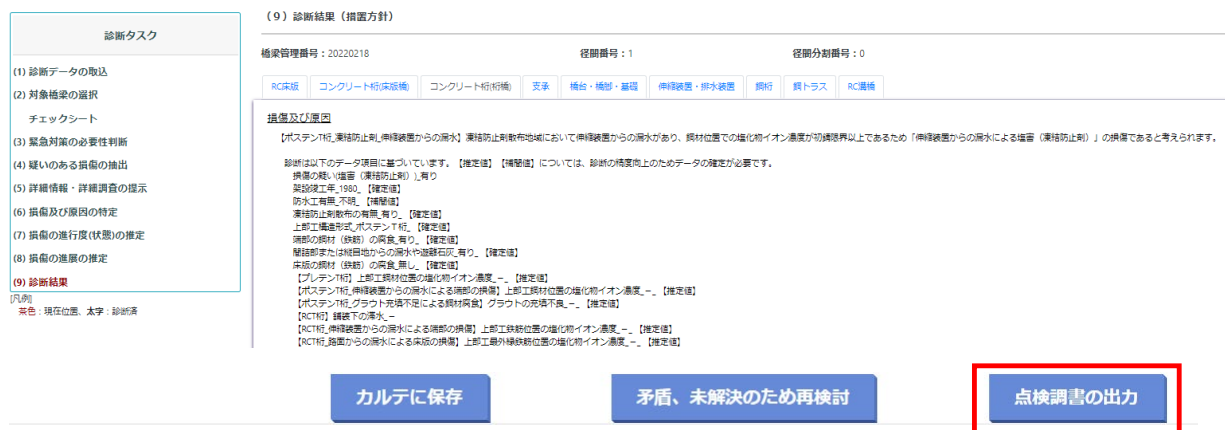 診断タスク
(1) 診断データの取込
(2) 対象橋梁の選択
チェックシート
(3) 緊急対策の必要性判断
(4) 疑いのある損傷の抽出
(5) 詳細情報・詳細調査の提示
(6) 損傷及び原因の特定
(7) 損傷の進行度(状態)の推定
(8) 損傷の進展の推定
(9) 診断結果
[凡例]
茶色：現在位置、太字：診断済
（9）診断結果（措置方針）
橋梁管理番号：20220218 径間番号：1 径間分割番号：0
RC床版 コンクリート桁(床版橋) コンクリート桁(桁橋) 支承 橋台・橋脚・基礎 伸縮装置・排水装置 鋼桁 鋼トラス RC溝橋
損傷及び原因
【ポステンT桁_凍結防止剤_伸縮装置からの漏水】凍結防止剤散布地域において伸縮装置からの漏水があり、鋼材位置での塩化物イオン濃度が初錆限界以上であるため「伸縮装置からの漏水による塩害（凍結防止剤）」の損傷であると考えられます。
診断は以下のデータ項目に基づいています。【推定値】【補間値】については、診断の精度向上のためデータの確定が必要です。
損傷の疑い(塩害（凍結防止剤）)_有り
架設竣工年_1980_【確定値】
防水工有無_不明_【補間値】
凍結防止剤散布の有無_有り_【確定値】
上部工構造形式_ポステンT桁_【確定値】
端部の鋼材（鉄筋）の腐食_有り_【確定値】
間詰部または縦目地からの漏水や遊離石灰_有り_【確定値】
床版の鋼材（鉄筋）の腐食_無し_【確定値】
【プレテンT桁】上部工鋼材位置の塩化物イオン濃度_－_【推定値】
【ポステンT桁_伸縮装置からの漏水による端部の損傷】上部工鋼材位置の塩化物イオン濃度_－_【推定値】
【ポステンT桁_グラウト充填不足による鋼材腐食】グラウトの充填不良_－_【推定値】
【RCT桁】舗装下の滞水_－
【RCT桁_伸縮装置からの漏水による端部の損傷】上部工鉄筋位置の塩化物イオン濃度_－_【推定値】
【RCT桁_路面からの漏水による床版の損傷】上部工最外縁鉄筋位置の塩化物イオン濃度_－_【推定値】
カルテに保存 矛盾、未解決のため再検討 点検調書の出力